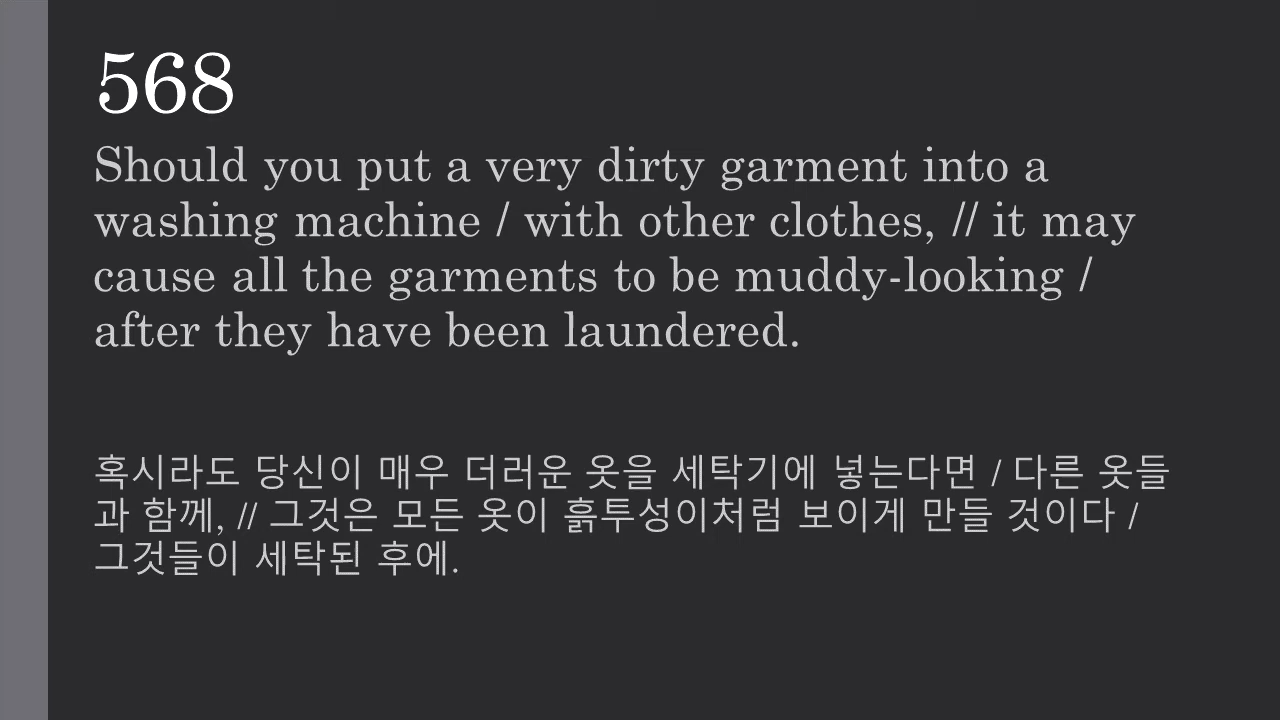 568
Should you put a very dirty garment into a
washing machine / with other clothes, // it may
cause all the garments to be muddy-looking /
after they have been laundered.
혹시라도 당신이 매우 더러운 옷을 세탁기에 넣는다면 / 다른 옷들
과 함께, // 그것은 모든 옷이 흙투성이처럼 보이게 만들 것이다 /
그것들이 세탁된 후에.